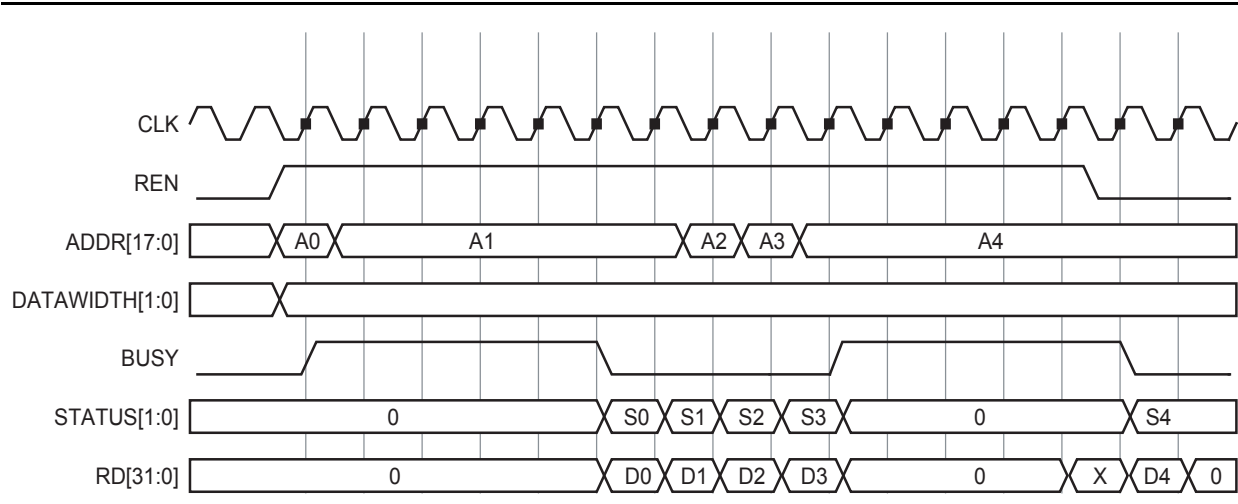 CLK
REN
ADDR[17:0] A0 A1 A2 A3 A4
DATAWIDTH[1:0]
BUSY
STATUS[1:0] 0 S0 S1 S2 S3 0 S4
RD[31:0] 0 D0 D1 D2 D3 0 X D4 0